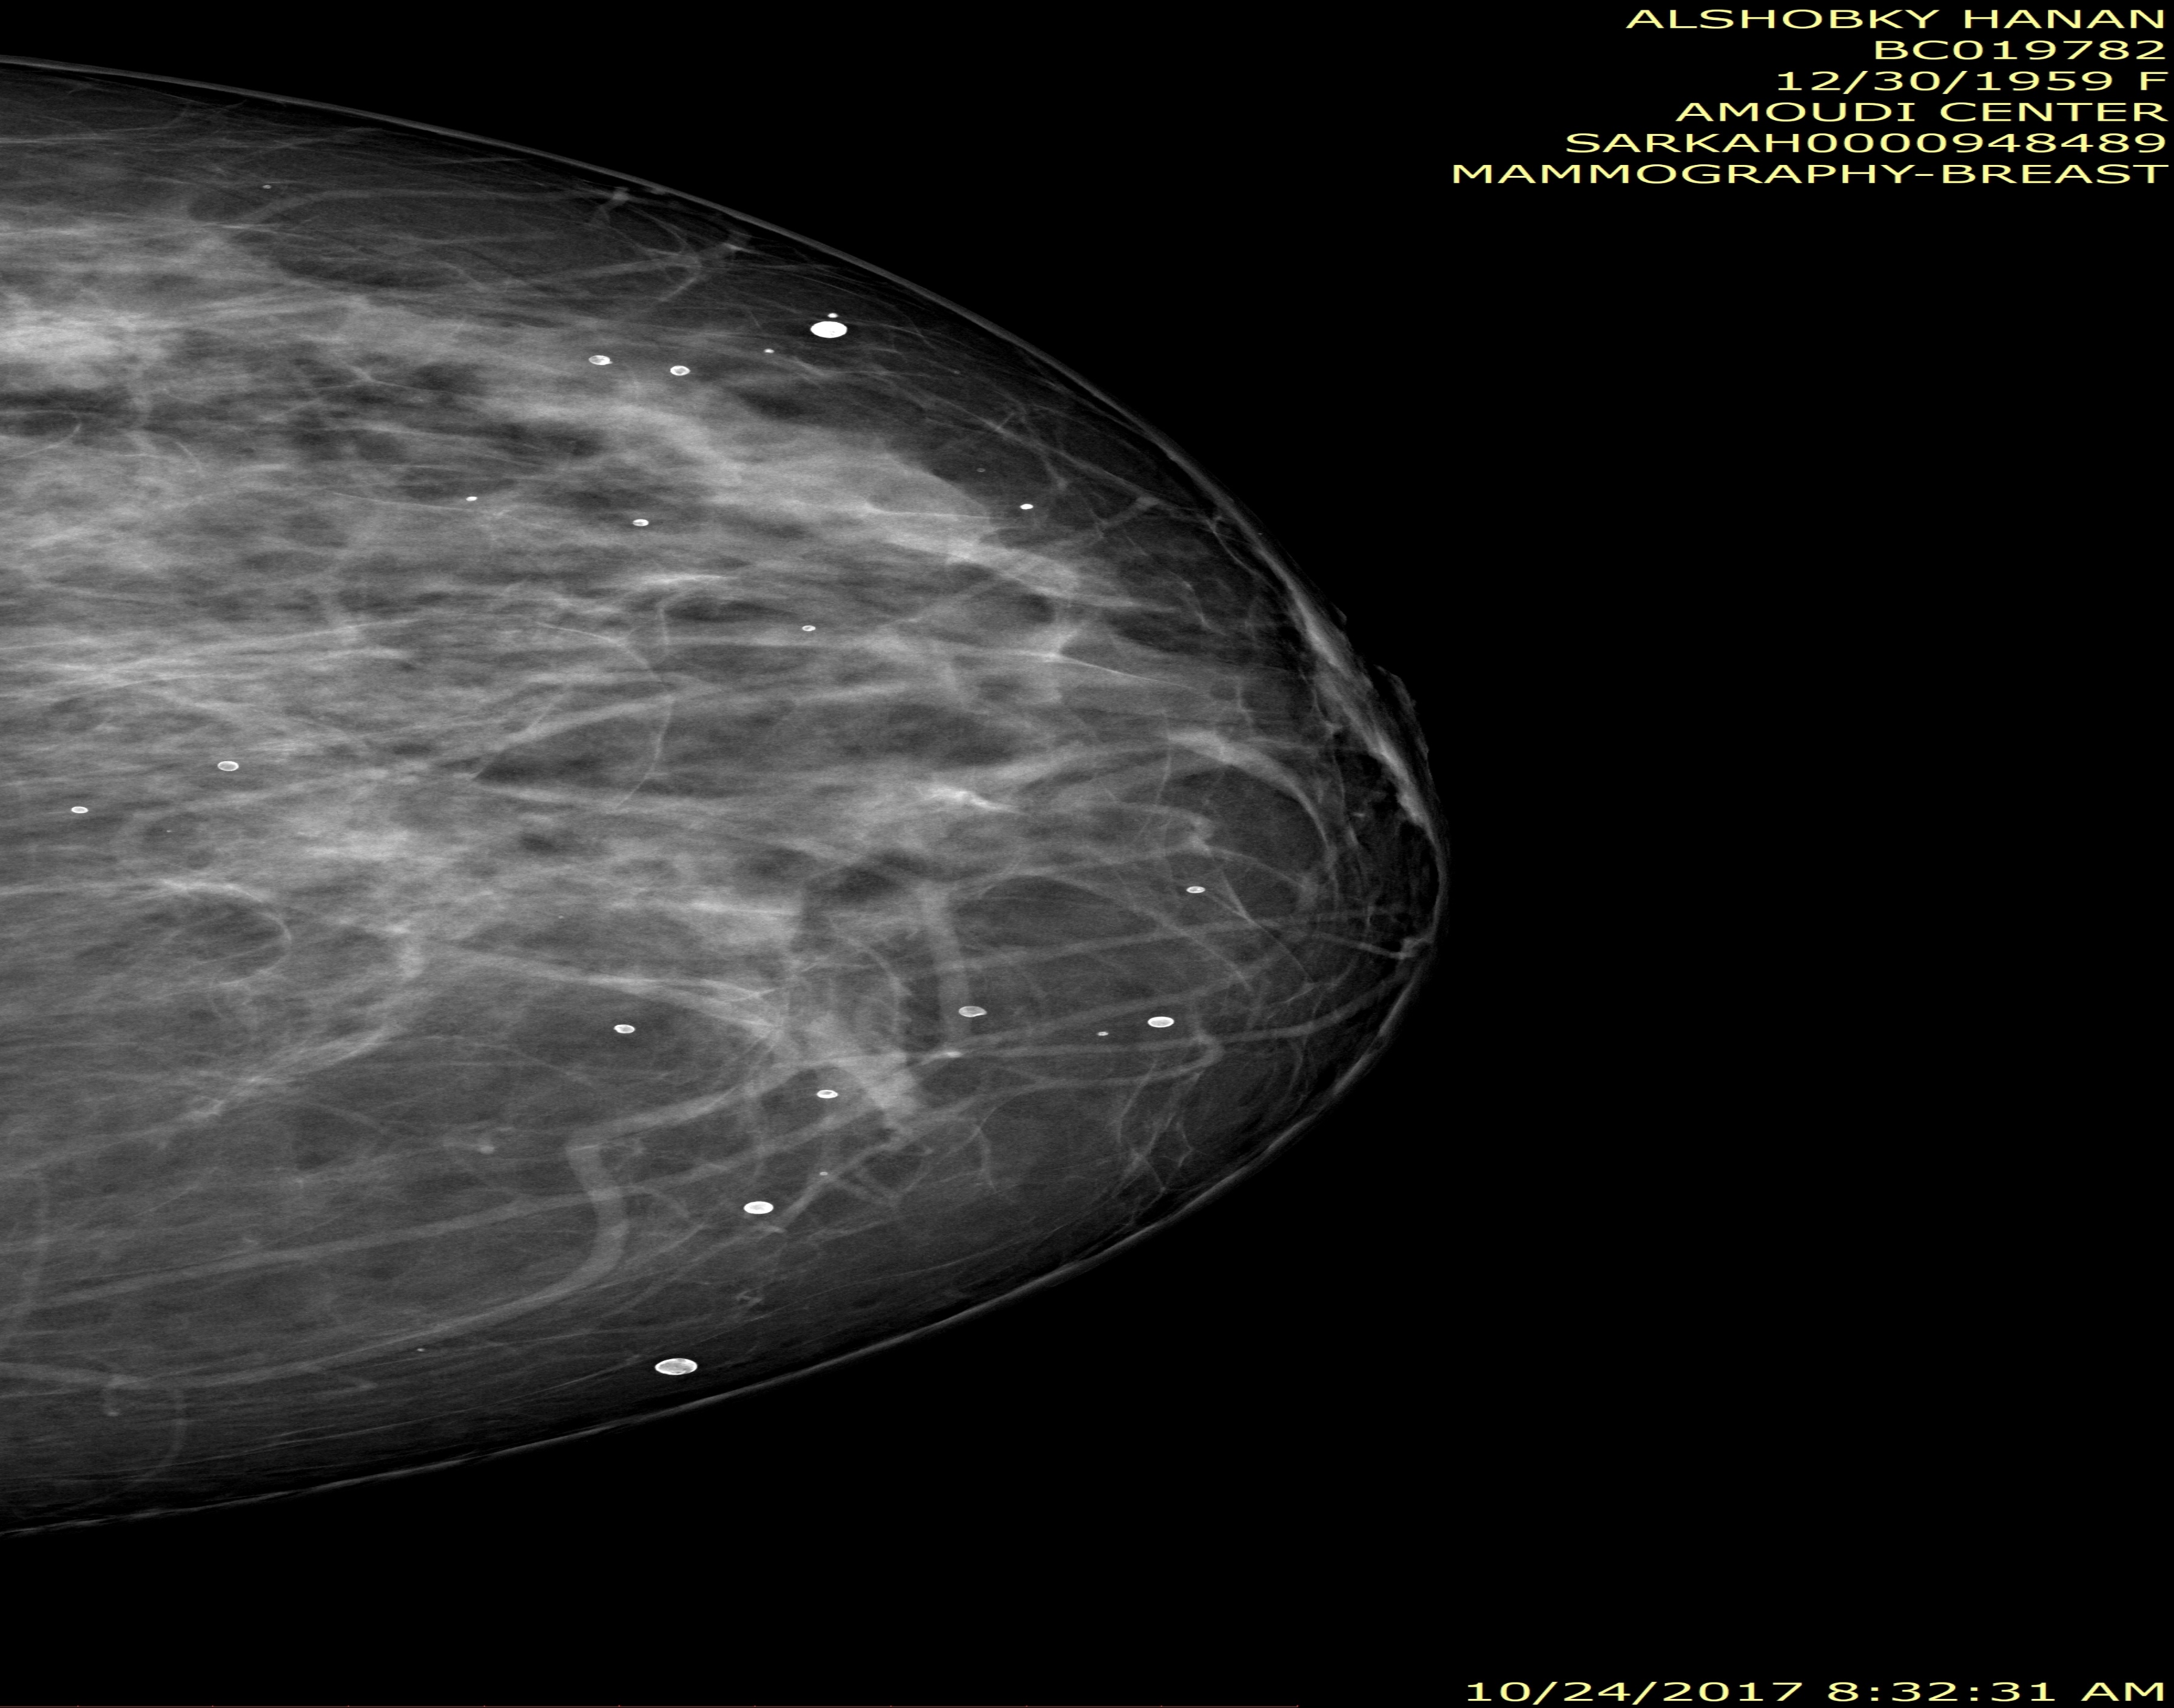 ALSHOBKY HANAN
BC019782
12/30/1959 F
AMOUDI CENTER
SARKAH0000948489
MAMMOGRAPHY-BREAST
10/24/2017 8:32:31 AM